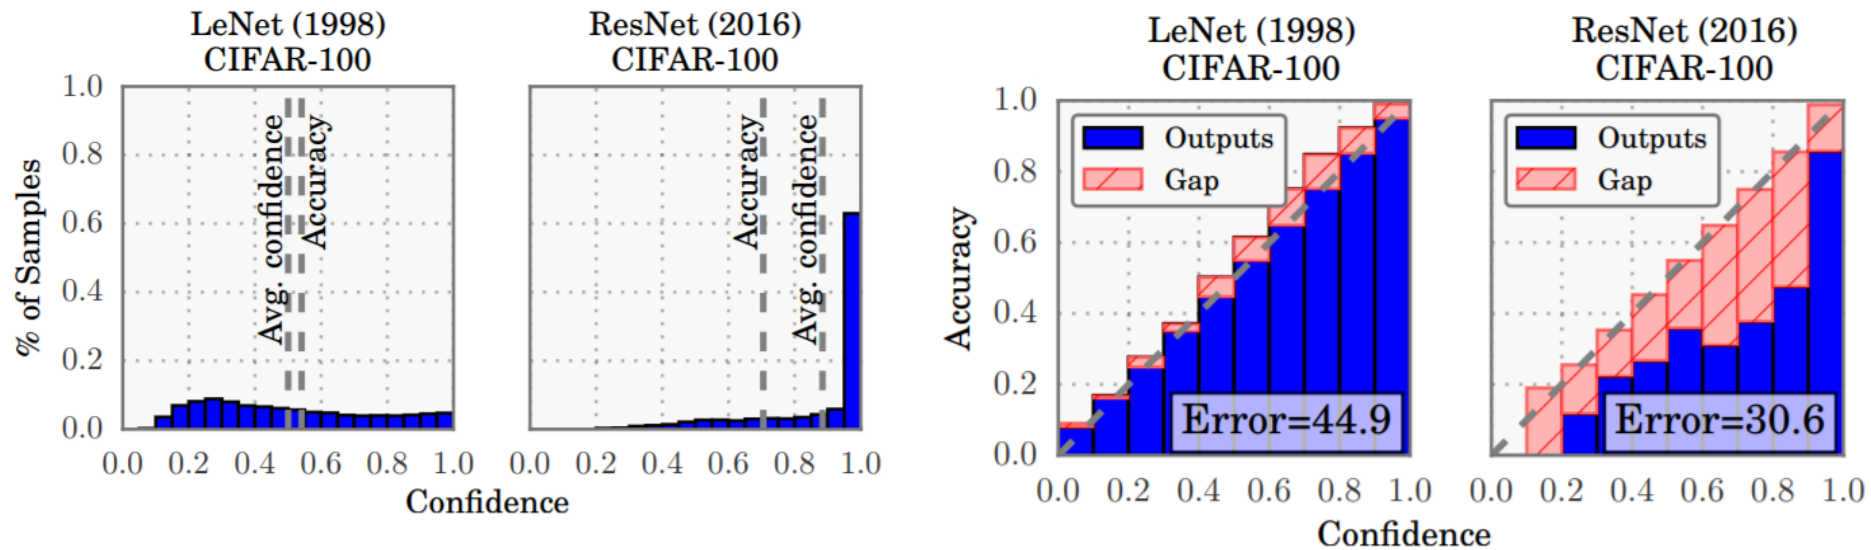 LeNet (1998)
CIFAR-100
ResNet (2016)
CIFAR-100
% of Samples
1.0
0.8
0.6
0.4
0.2
0.0
Avg. confidence
Accuracy
Accuracy
Avg. confidence
0.0 0.2 0.4 0.6 0.8 1.0
0.0 0.2 0.4 0.6 0.8 1.0
Confidence
LeNet (1998)
CIFAR-100
ResNet (2016)
CIFAR-100
Accuracy
1.0
0.8
0.6
0.4
0.2
0.0
Outputs
Gap
Error=44.9
Outputs
Gap
Error=30.6
0.0 0.2 0.4 0.6 0.8 1.0
0.0 0.2 0.4 0.6 0.8 1.0
Confidence